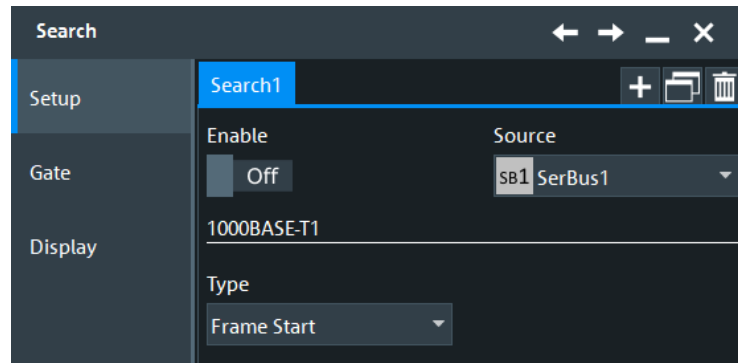 Search
Setup
Search1
Enable
Source
Gate
Off
SB1 SerBus1
1000BASE-T1
Display
Type
Frame Start